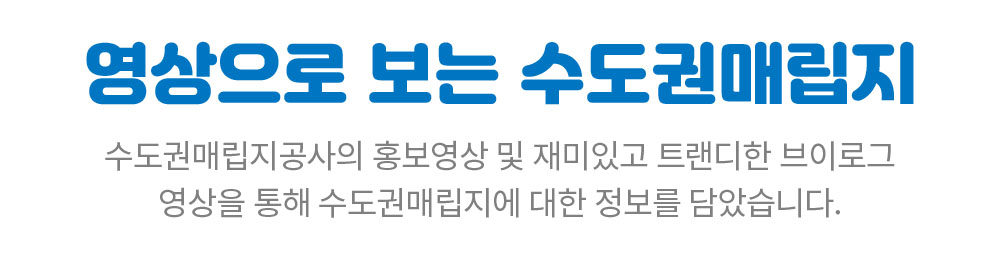 영상으로 보는 수도권매립지
수도권매립지공사의 홍보영상 및 재미있고 트랜디한 브이로그
영상을 통해 수도권매립지에 대한 정보를 담았습니다.